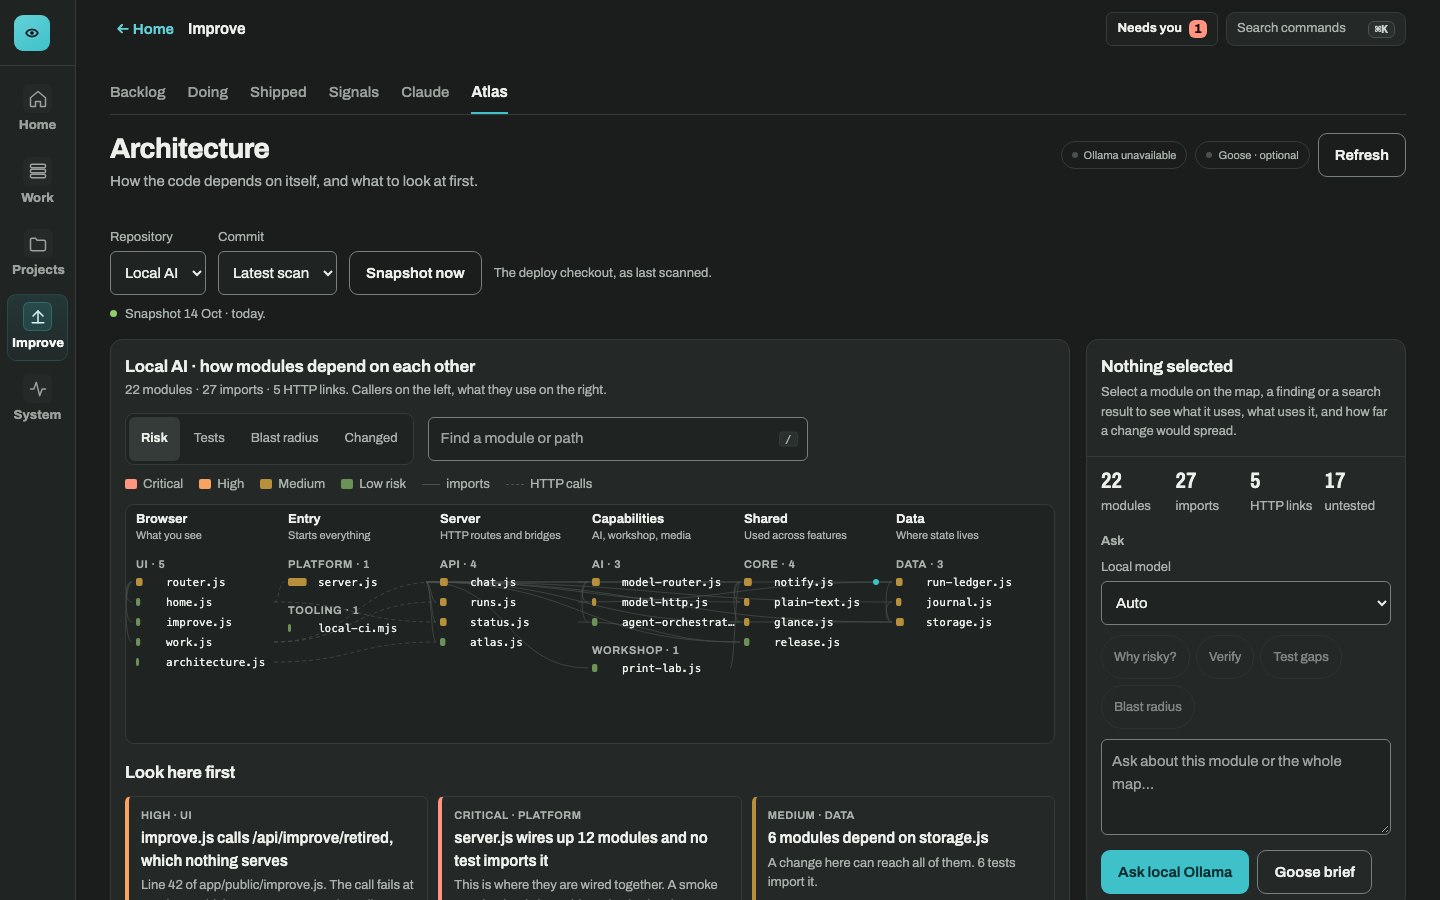 ← Home Improve
Needs you 1
Search commands ⌘K
Home
Work
Projects
Improve
System
Backlog Doing Shipped Signals Claude Atlas
Architecture
How the code depends on itself, and what to look at first.
Ollama unavailable
Goose · optional
Refresh
Repository
Commit
Local AI
Latest scan
Snapshot now
The deploy checkout, as last scanned.
Snapshot 14 Oct · today.
Local AI · how modules depend on each other
22 modules · 27 imports · 5 HTTP links. Callers on the left, what they use on the right.
Risk Tests Blast radius Changed
Find a module or path /
Critical High Medium Low risk imports HTTP calls
Browser
What you see
UI · 5
router.js
home.js
improve.js
work.js
architecture.js
Entry
Starts everything
PLATFORM · 1
server.js
TOOLING · 1
local-ci.mjs
Server
HTTP routes and bridges
API · 4
chat.js
runs.js
status.js
atlas.js
Capabilities
AI, workshop, media
AI · 3
model-router.js
model-http.js
agent-orchestrat…
WORKSHOP · 1
print-lab.js
Shared
Used across features
CORE · 4
notify.js
plain-text.js
glance.js
release.js
Data
Where state lives
DATA · 3
run-ledger.js
journal.js
storage.js
Look here first
HIGH · UI
improve.js calls /api/improve/retired,
which nothing serves
Line 42 of app/public/improve.js. The call fails at
CRITICAL · PLATFORM
server.js wires up 12 modules and no
test imports it
This is where they are wired together. A smoke
MEDIUM · DATA
6 modules depend on storage.js
A change here can reach all of them. 6 tests
import it.
Nothing selected
Select a module on the map, a finding or a search
result to see what it uses, what uses it, and how far
a change would spread.
22 27 5 17
modules imports HTTP links untested
Ask
Local model
Auto
Why risky? Verify Test gaps
Blast radius
Ask about this module or the whole
map...
Ask local Ollama
Goose brief